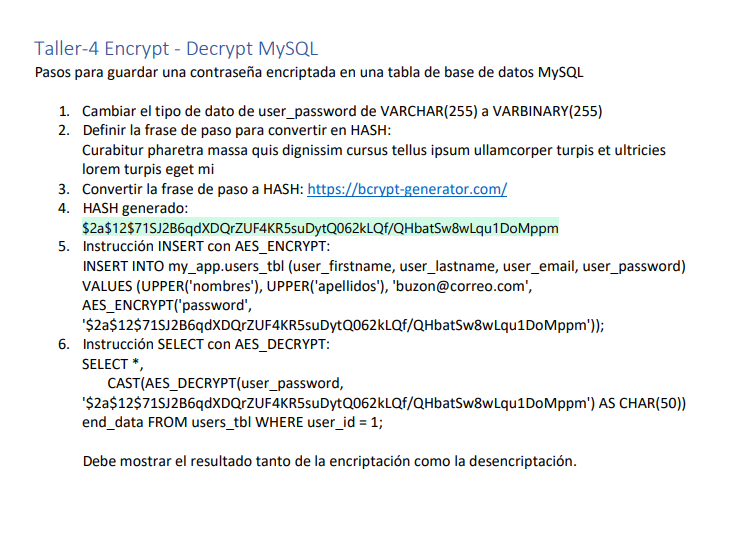 Taller-4 Encrypt - Decrypt MySQL
Pasos para guardar una contraseña encriptada en una tabla de base de datos MySQL
1. Cambiar el tipo de dato de user_password de VARCHAR(255) a VARBINARY(255)
2. Definir la frase de paso para convertir en HASH:
Curabitur pharetra massa quis dignissim cursus tellus ipsum ullamcorper turpis et ultricies
lorem turpis eget mi
3. Convertir la frase de paso a HASH: https://bcrypt-generator.com/
4. HASH generado:
$2a$12$71SJ2B6qdXDQrZUF4KR5suDytQ062kLQf/QHbatSw8wLqu1DoMppm
5. Instrucción INSERT con AES_ENCRYPT:
INSERT INTO my_app.users_tbl (user_firstname, user_lastname, user_email, user_password)
VALUES (UPPER('nombres'), UPPER('apellidos'), 'buzon@correo.com',
AES_ENCRYPT('password',
'$2a$12$71SJ2B6qdXDQrZUF4KR5suDytQ062kLQf/QHbatSw8wLqu1DoMppm'));
6. Instrucción SELECT con AES_DECRYPT:
SELECT *,
CAST(AES_DECRYPT(user_password,
'$2a$12$71SJ2B6qdXDQrZUF4KR5suDytQ062kLQf/QHbatSw8wLqu1DoMppm') AS CHAR(50))
end_data FROM users_tbl WHERE user_id = 1;
Debe mostrar el resultado tanto de la encriptación como la desencriptación.